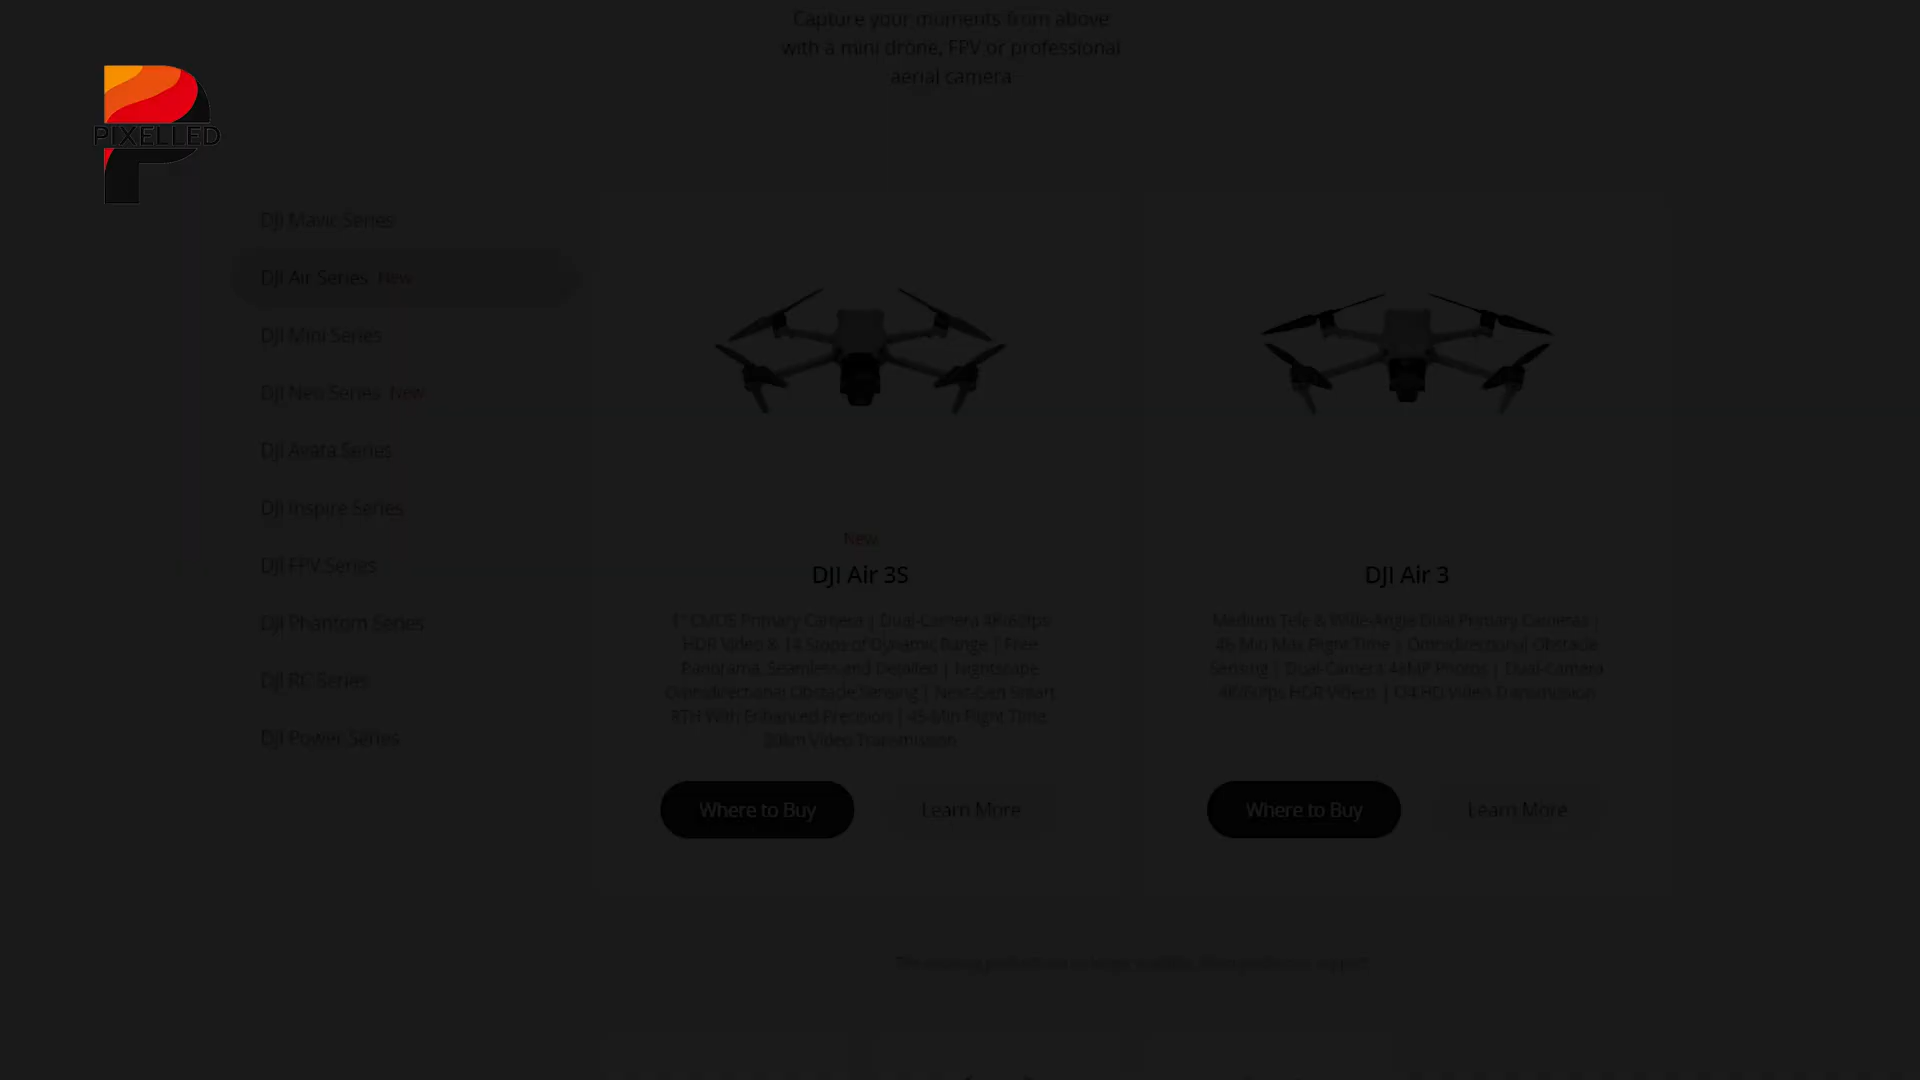 Capture your moments from above
with a mini drone, FPV or professional
aerial camera
PIXELLED
DJI Mavic Series
DJI Air Series New
DJI Mini Series
DJI Neo Series New
DJI Avata Series
DJI Inspire Series
DJI FPV Series
DJI Phantom Series
DJI RC Series
DJI Power Series
New
DJI Air 3S
1" CMOS Primary Camera | Dual-Camera 4K/60fps
HDR Video & 14 Stops of Dynamic Range | Free
Panorama, Seamless and Detailed | Nightscape
Omnidirectional Obstacle Sensing | Next-Gen Smart
RTH With Enhanced Precision | 45-Min Flight Time
20km Video Transmission
Where to Buy
Learn More
DJI Air 3
Medium Tele & Wide-Angle Dual Primary Cameras |
46-Min Max Flight Time | Omnidirectional Obstacle
Sensing | Dual-Camera 48MP Photos | Dual-Camera
4K/60fps HDR Videos | O4 HD Video Transmission
Where to Buy
Learn More